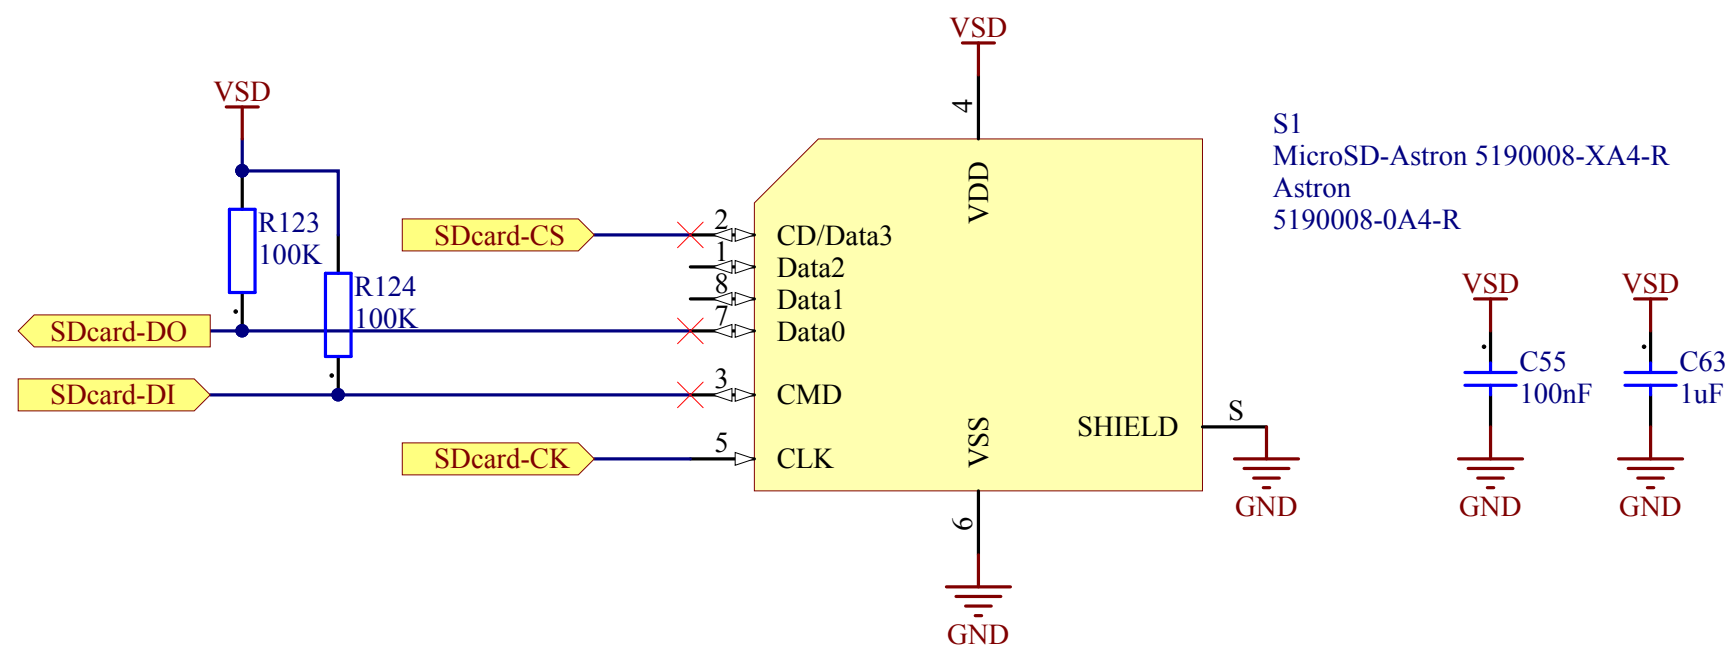 VSD
VSD
4
S1
MicroSD-Astron 5190008-XA4-R
Astron
5190008-0A4-R
VDD
R123
100K
SDcard-CS
2
CD/Data3
1
Data2
R124
100K
8
Data1
SDcard-DO
7
Data0
SDcard-DI
3
CMD
SDcard-CK
5
CLK
VSS
SHIELD
S
GND
6
GND
VSD
C55
100nF
GND
VSD
C63
1uF
GND